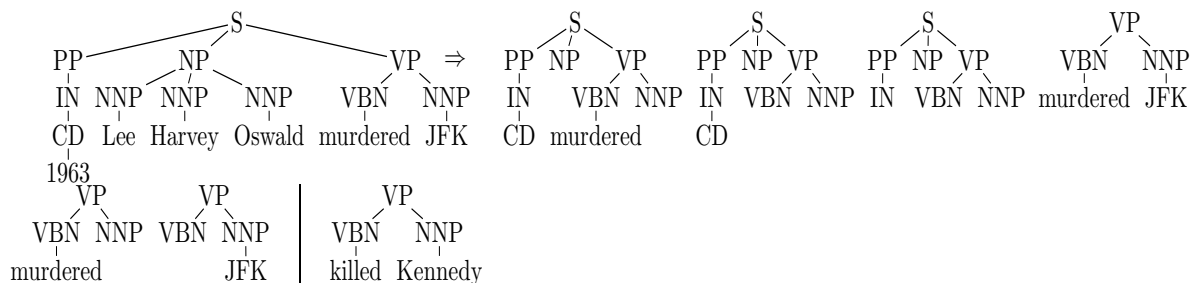 S S S S VP
PP NP VP ⇒ PP NP VP PP NP VP PP NP VP VBN NNP
IN NNP NNP NNP VBN NNP IN VBN NNP IN VBN NNP IN VBN NNP murdered JFK
CD Lee Harvey Oswald murdered JFK CD murdered CD
1963
VP VP VP
VBN NNP VBN NNP VBN NNP
murdered JFK killed Kennedy